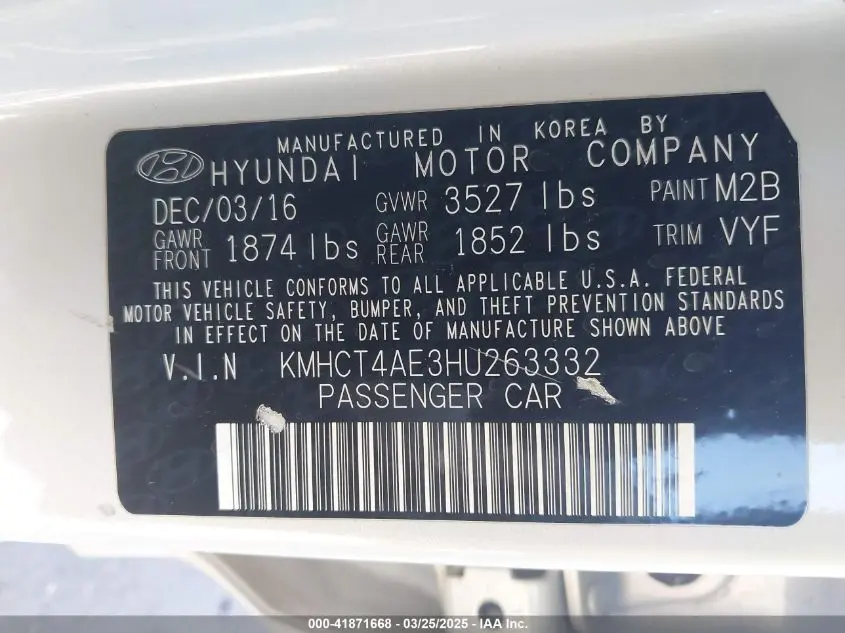 MANUFACTURED IN KOREA BY
HYUNDAI MOTOR COMPANY
DEC/03/16 GVWR 3527 lbs PAINT M2B
GAWR FRONT 1874 lbs GAWR REAR 1852 lbs TRIM VYF
THIS VEHICLE CONFORMS TO ALL APPLICABLE U.S.A. FEDERAL
MOTOR VEHICLE SAFETY, BUMPER, AND THEFT PREVENTION STANDARDS
IN EFFECT ON THE DATE OF MANUFACTURE SHOWN ABOVE
V.I.N KMHCT4AE3HU263332
PASSENGER CAR
000-41871668 - 03/25/2025 - IAAI.COM